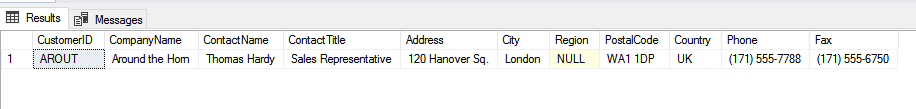 Results Messages
CustomerID CompanyName ContactName ContactTitle Address City Region PostalCode Country Phone Fax
1 AROUT Around the Horn Thomas Hardy Sales Representative 120 Hanover Sq. London NULL WA1 1DP UK (171) 555-7788 (171) 555-6750